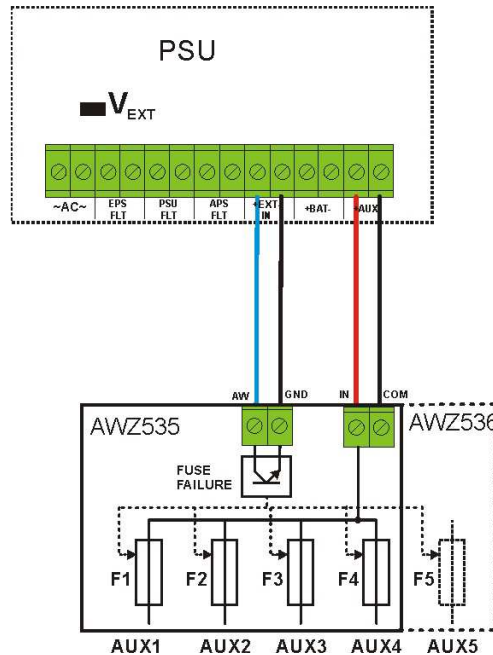 PSU
VEXT
~AC~ EPS FLT PSU FLT APS FLT +EXT- IN +BAT- +AUX-
AW GND IN COM
AWZ535 AWZ536
FUSE FAILURE
F1 F2 F3 F4 F5
AUX1 AUX2 AUX3 AUX4 AUX5